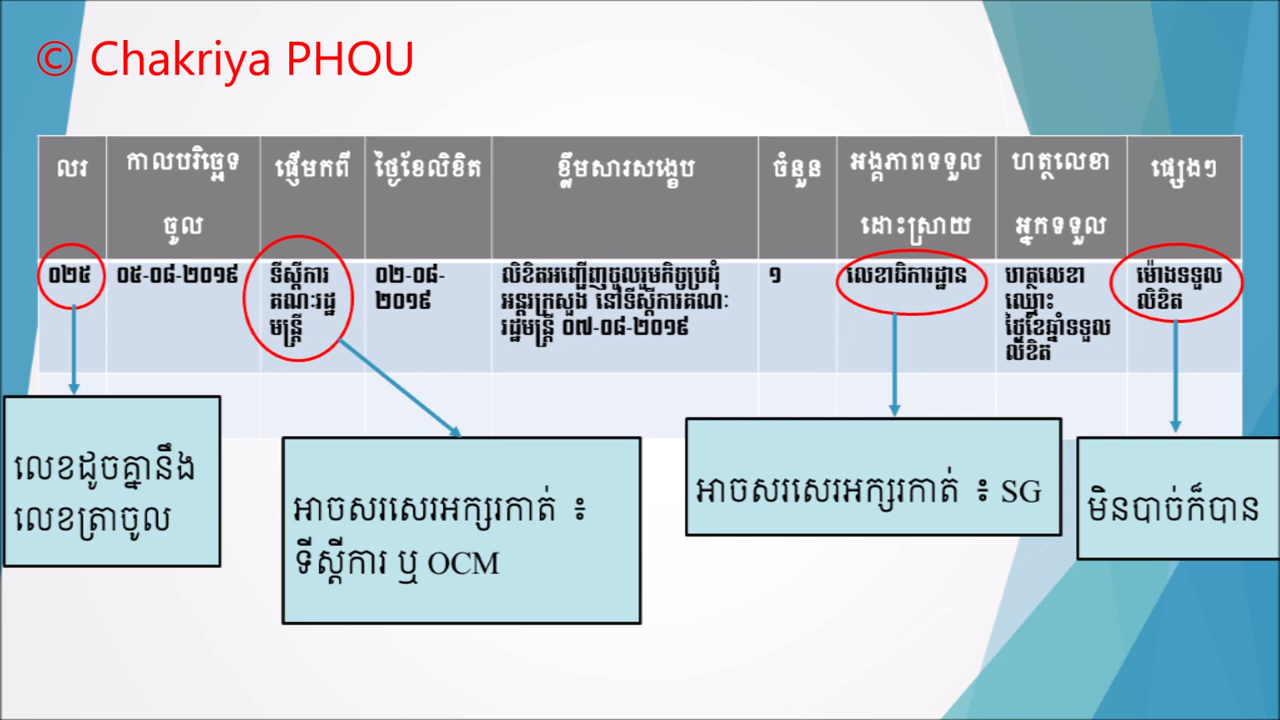 © Chakriya PHOU
លរ
កាលបរិច្ឆេទ
ចូល
ផ្ញើមកពី
ថ្ងៃខែលិខិត
ខ្លឹមសារសង្ខេប
ចំនួន
អង្គភាពទទួល
ដោះស្រាយ
ហត្ថលេខា
អ្នកទទួល
ផ្សេងៗ
០២៥
០៥-០៨-២០១៩
ទីស្តីការ
គណៈរដ្ឋ
មន្ត្រី
០២-០៨-
២០១៩
លិខិតអញ្ជើញចូលរួមកិច្ចប្រជុំ
អន្តរក្រសួង នៅទីស្តីការគណៈ
រដ្ឋមន្ត្រី ០៧-០៨-២០១៩
១
លេខាធិការដ្ឋាន
ហត្ថលេខា
ឈ្មោះ
ថ្ងៃខែឆ្នាំទទួល
លិខិត
ម៉ោងទទួល
លិខិត
លេខដូចគ្នានឹង
លេខត្រាចូល
អាចសរសេរអក្សរកាត់ ៖
ទីស្តីការ ឬ OCM
អាចសរសេរអក្សរកាត់ ៖ SG
មិនបាច់ក៏បាន